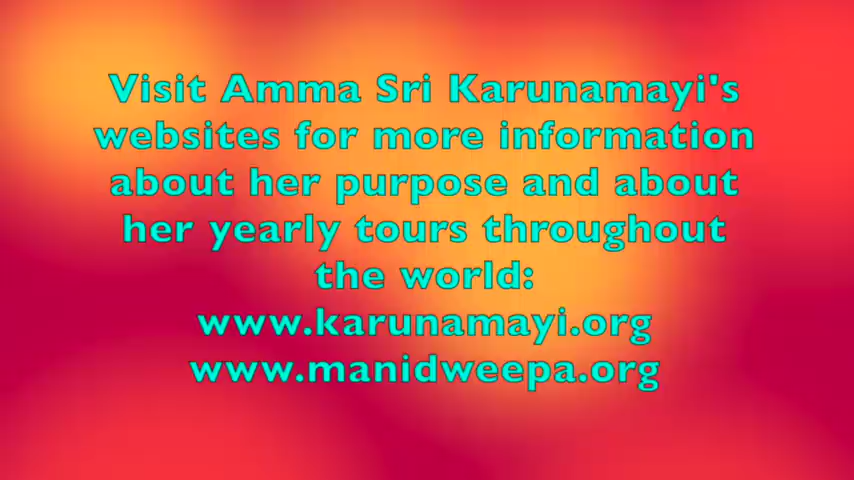 Visit Amma Sri Karunamayi's
websites for more information
about her purpose and about
her yearly tours throughout
the world:
www.karunamayi.org
www.manidweepa.org